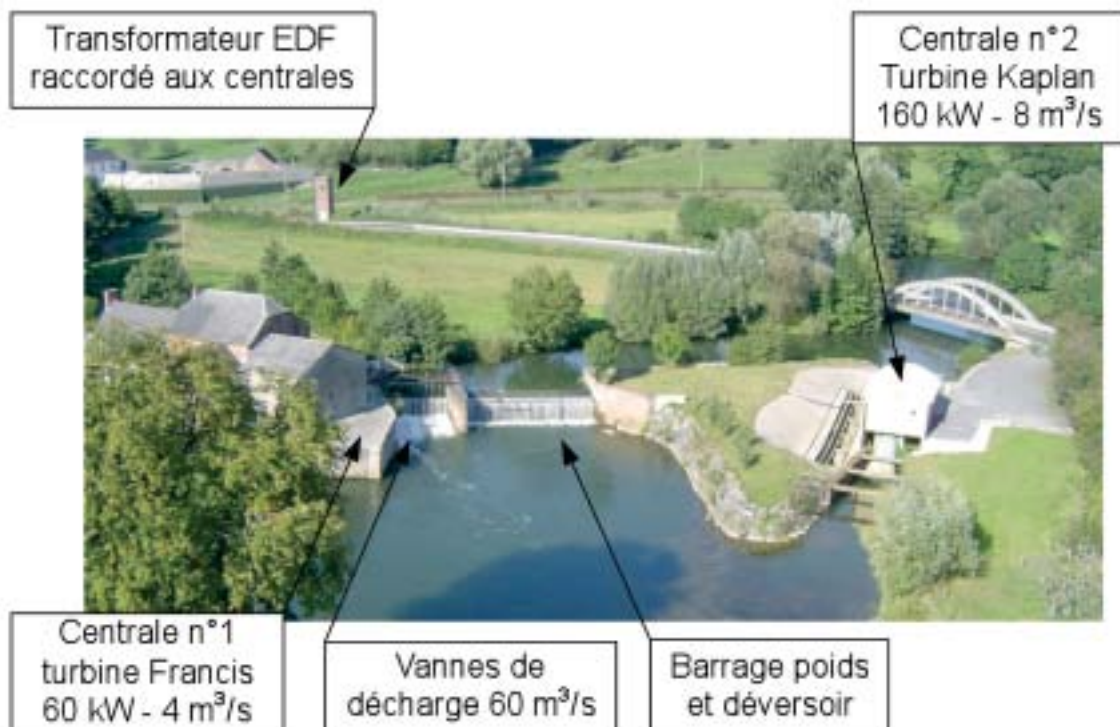 Transformateur EDF
raccordé aux centrales
Centrale n°2
Turbine Kaplan
160 kW - 8 m³/s
Centrale n°1
turbine Francis
60 kW - 4 m³/s
Vannes de
décharge 60 m³/s
Barrage poids
et déversoir